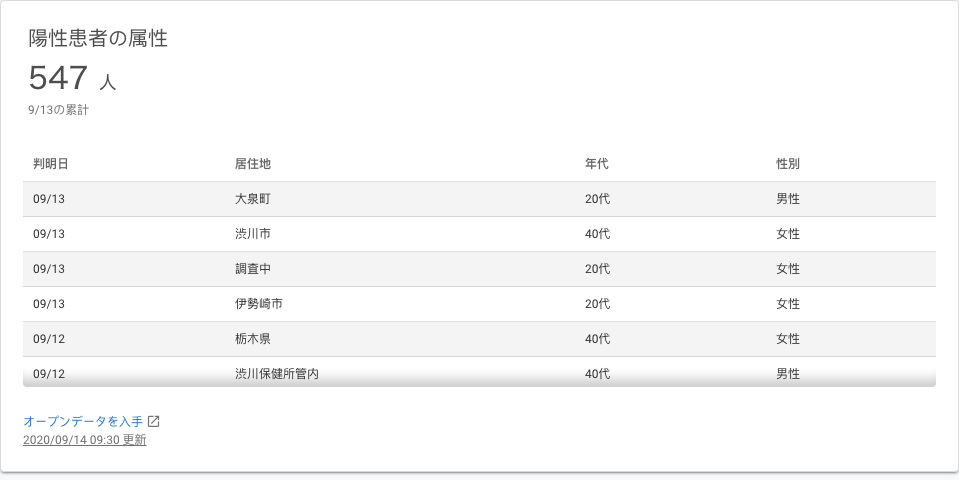 陽性患者の属性
547 人
9/13の累計
判明日 居住地 年代 性別
09/13 大泉町 20代 男性
09/13 渋川市 40代 女性
09/13 調査中 20代 女性
09/13 伊勢崎市 20代 女性
09/12 栃木県 40代 女性
09/12 渋川保健所管内 40代 男性
オープンデータを入手
2020/09/14 09:30 更新